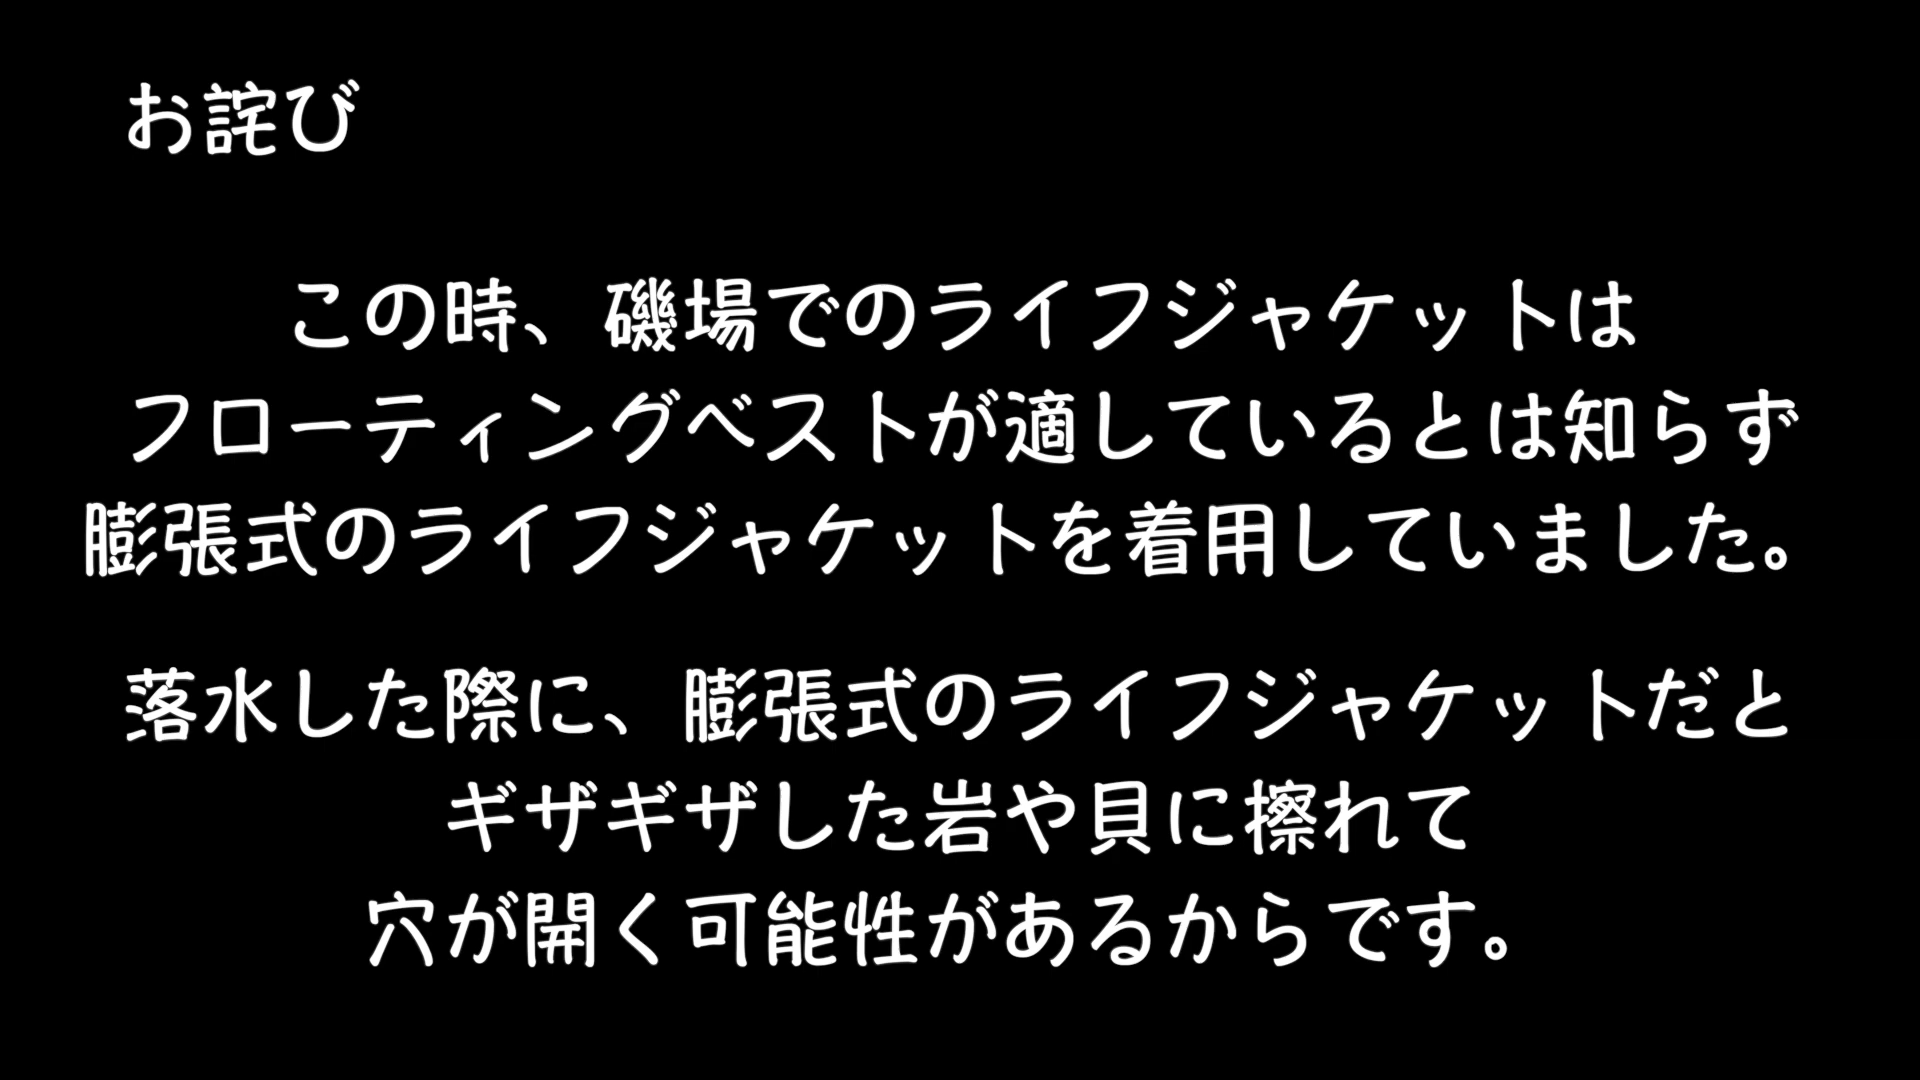 お詫び
この時、磯場でのライフジャケットは
フローティングベストが適しているとは知らず
膨張式のライフジャケットを着用していました。
落水した際に、膨張式のライフジャケットだと
ギザギザした岩や貝に擦れて
穴が開く可能性があるからです。